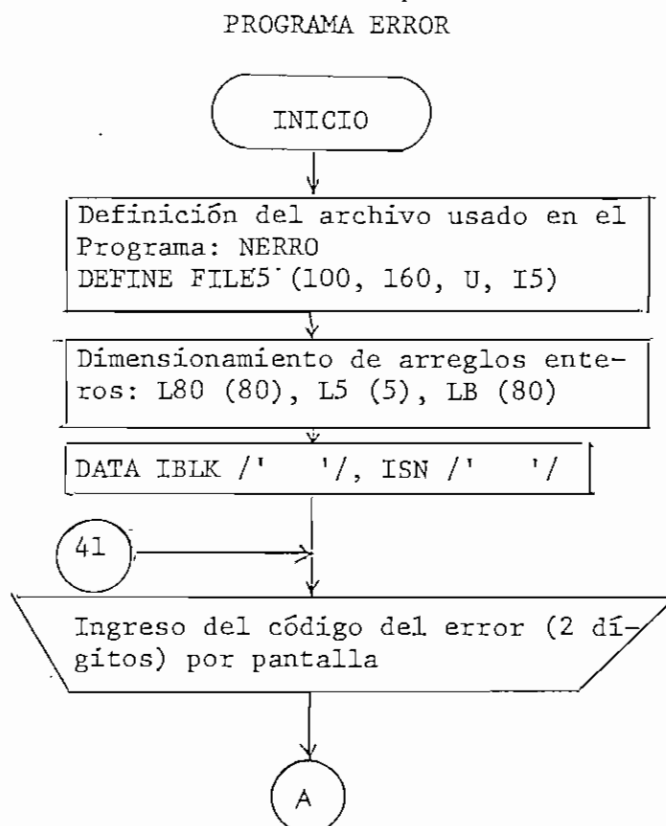 PROGRAMA ERROR
INICIO
Definición del archivo usado en el
Programa: NERRO
DEFINE FILE5 (100, 160, U, I5)
Dimensionamiento de arreglos ente-
ros: L80 (80), L5 (5), LB (80)
DATA IBLK /'    '/, ISN /'    '/
41
Ingreso del código del error (2 dí-
gitos) por pantalla
A